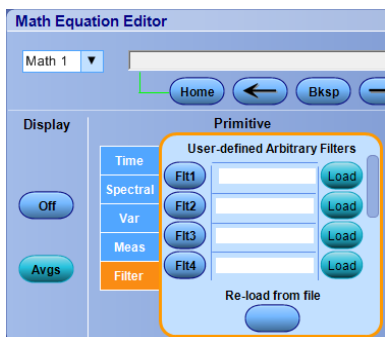 Math Equation Editor
Math 1
Home Bksp
Display Primitive
User-defined Arbitrary Filters
Time
Spectral
Var
Meas
Filter
Off
Avgs
Flt1 Load
Flt2 Load
Flt3 Load
Flt4 Load
Re-load from file